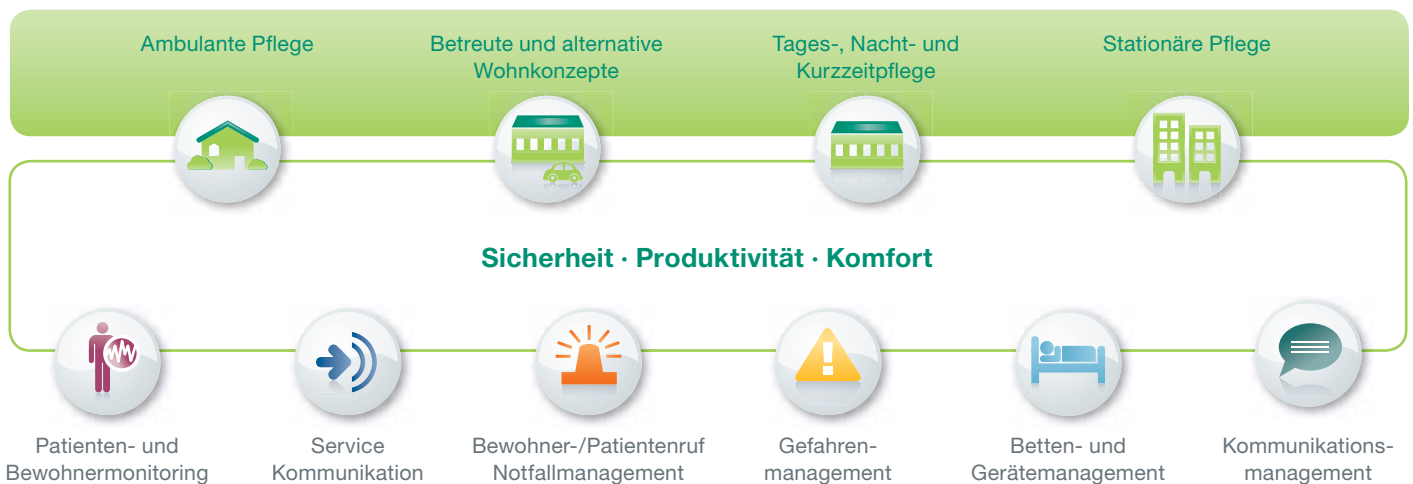 Ambulante Pflege
Betreute und alternative
Wohnkonzepte
Tages-, Nacht- und
Kurzzeitpflege
Stationäre Pflege
Sicherheit · Produktivität · Komfort
Patienten- und
Bewohnermonitoring
Service
Kommunikation
Bewohner-/Patientenruf
Notfallmanagement
Gefahren-
management
Betten- und
Gerätemanagement
Kommunikations-
management